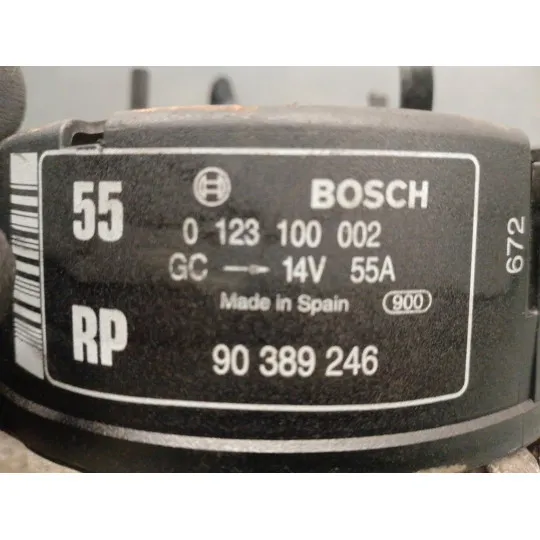 55 BOSCH
0 123 100 002
GC → 14V 55A
Made in Spain 900
RP 90 389 246
672